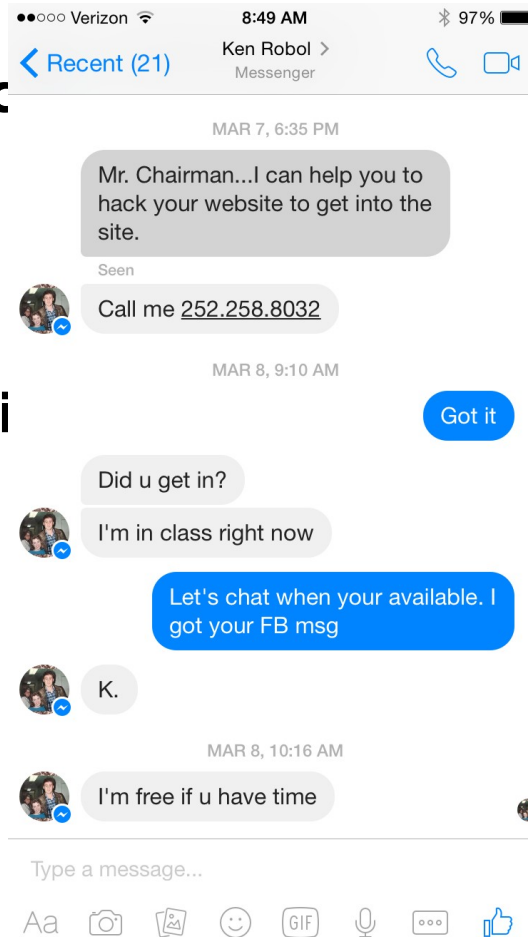 Verizon 8:49 AM 97%
Recent (21)
Ken Robol
Messenger
MAR 7, 6:35 PM
Mr. Chairman...I can help you to
hack your website to get into the
site.
Seen
Call me 252.258.8032
MAR 8, 9:10 AM
Got it
Did u get in?
I'm in class right now
Let's chat when your available. I
got your FB msg
K.
MAR 8, 10:16 AM
I'm free if u have time
Type a message...
Aa GIF